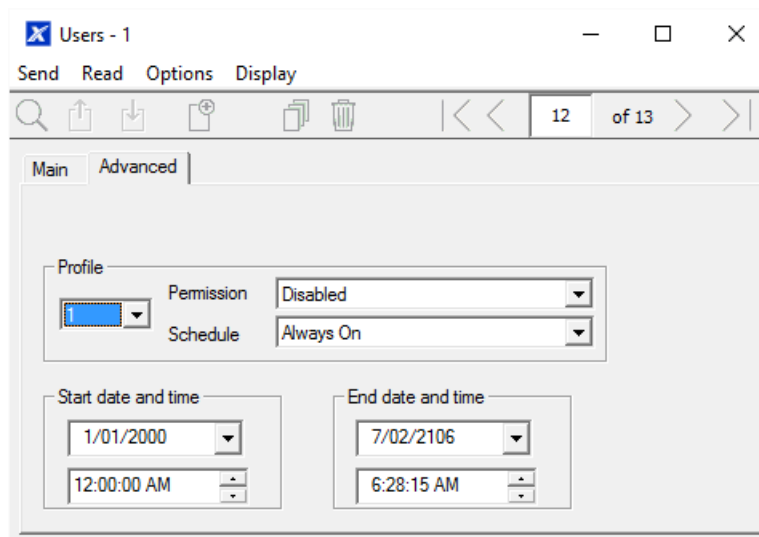 Users - 1
Send Read Options Display
12 of 13
Main Advanced
Profile
1 Permission Disabled
Schedule Always On
Start date and time End date and time
1/01/2000 7/02/2106
12:00:00 AM 6:28:15 AM